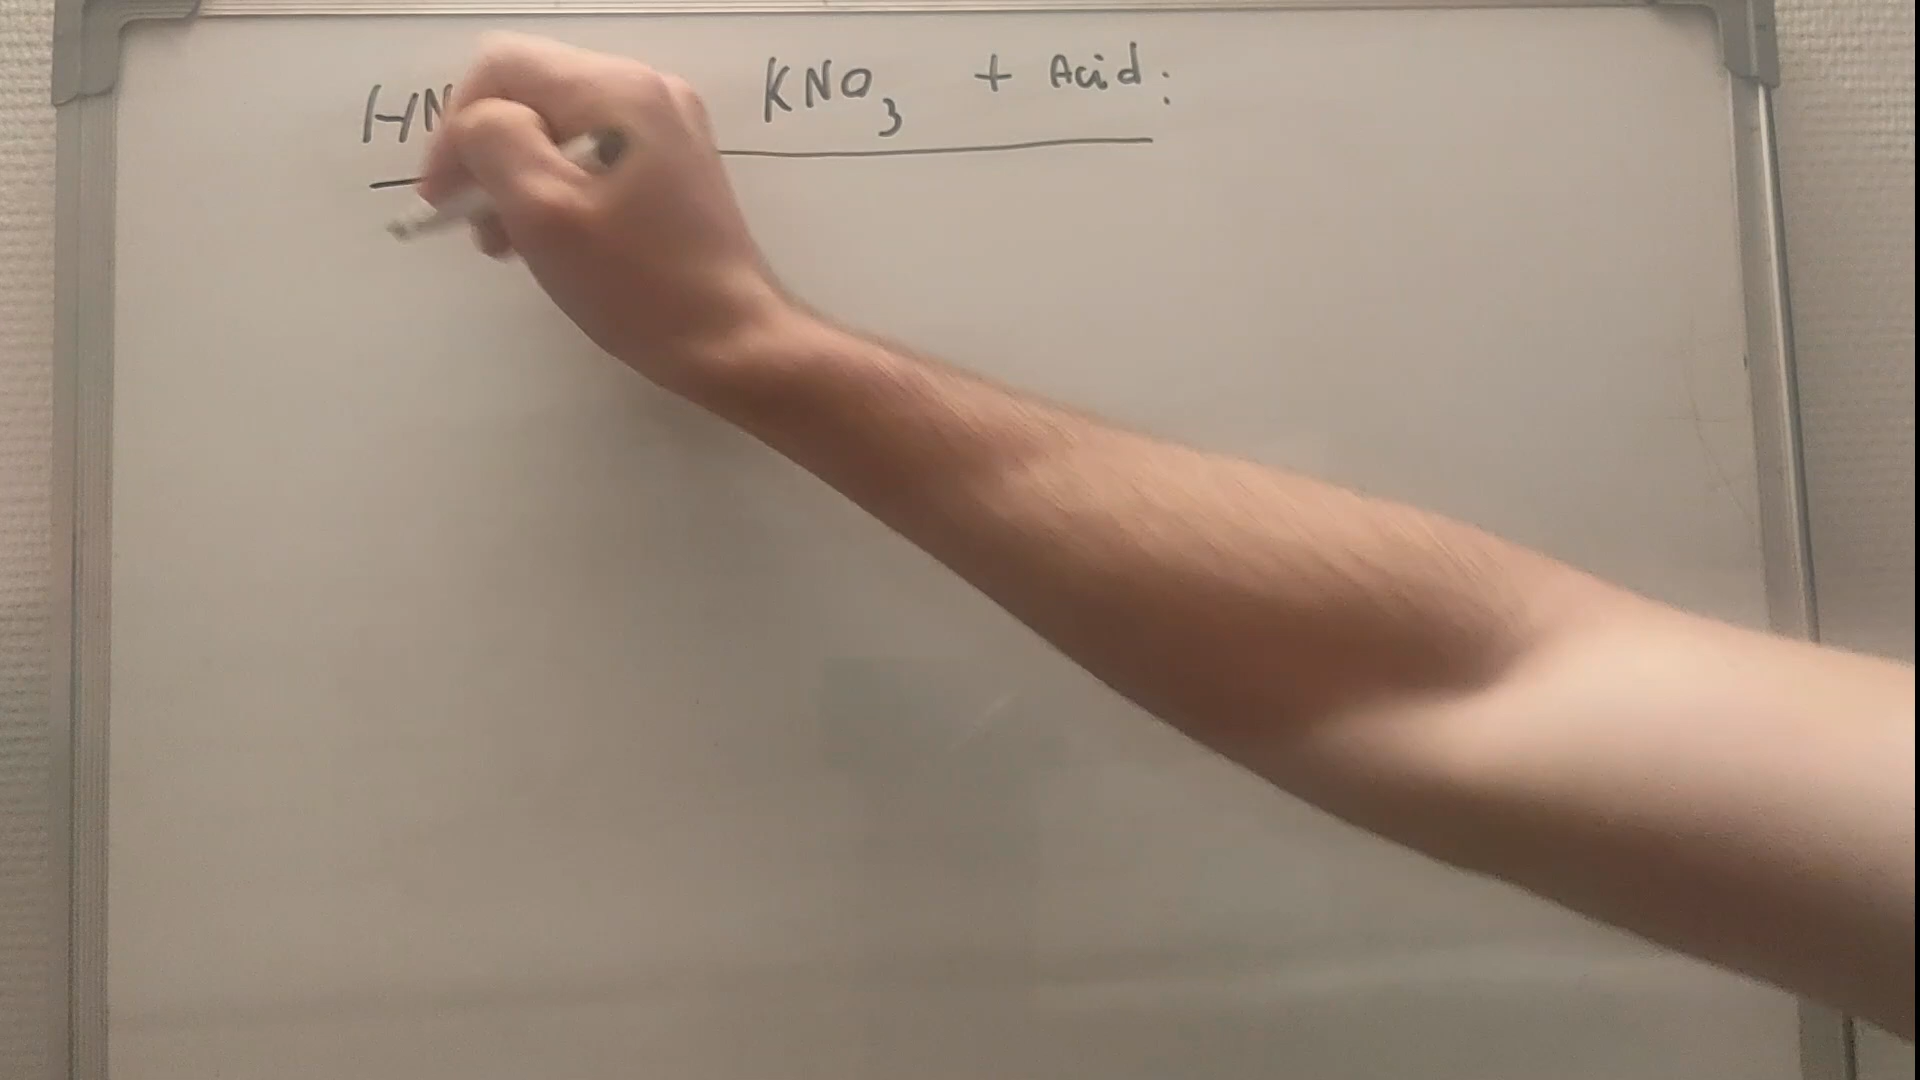 HN KNO₃ + Acid: